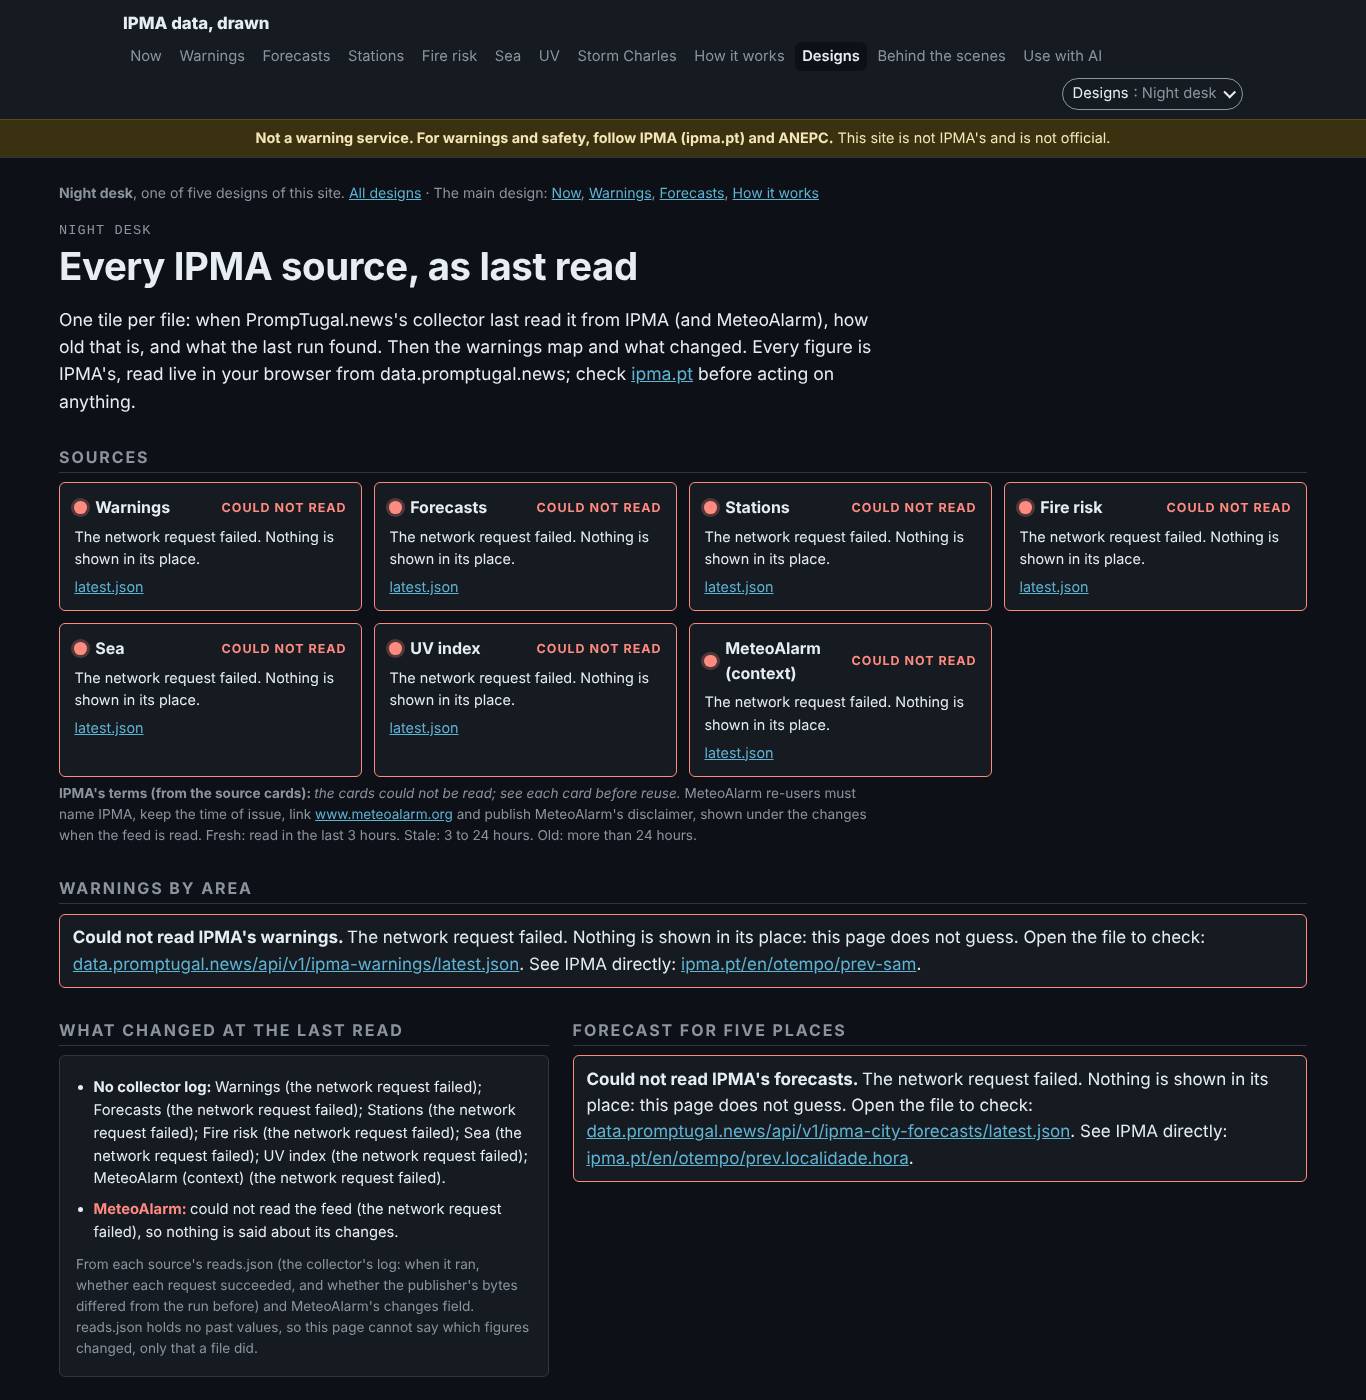 IPMA data, drawn
Now Warnings Forecasts Stations Fire risk Sea UV Storm Charles How it works Designs Behind the scenes Use with AI
Designs : Night desk
Not a warning service. For warnings and safety, follow IPMA (ipma.pt) and ANEPC. This site is not IPMA's and is not official.
Night desk, one of five designs of this site. All designs · The main design: Now, Warnings, Forecasts, How it works
NIGHT DESK
Every IPMA source, as last read
One tile per file: when PrompTugal.news's collector last read it from IPMA (and MeteoAlarm), how
old that is, and what the last run found. Then the warnings map and what changed. Every figure is
IPMA's, read live in your browser from data.promptugal.news; check ipma.pt before acting on
anything.
SOURCES
Warnings COULD NOT READ
The network request failed. Nothing is
shown in its place.
latest.json
Forecasts COULD NOT READ
The network request failed. Nothing is
shown in its place.
latest.json
Stations COULD NOT READ
The network request failed. Nothing is
shown in its place.
latest.json
Fire risk COULD NOT READ
The network request failed. Nothing is
shown in its place.
latest.json
Sea COULD NOT READ
The network request failed. Nothing is
shown in its place.
latest.json
UV index COULD NOT READ
The network request failed. Nothing is
shown in its place.
latest.json
MeteoAlarm
(context) COULD NOT READ
The network request failed. Nothing is
shown in its place.
latest.json
IPMA's terms (from the source cards): the cards could not be read; see each card before reuse. MeteoAlarm re-users must
name IPMA, keep the time of issue, link www.meteoalarm.org and publish MeteoAlarm's disclaimer, shown under the changes
when the feed is read. Fresh: read in the last 3 hours. Stale: 3 to 24 hours. Old: more than 24 hours.
WARNINGS BY AREA
Could not read IPMA's warnings. The network request failed. Nothing is shown in its place: this page does not guess. Open the file to check:
data.promptugal.news/api/v1/ipma-warnings/latest.json. See IPMA directly: ipma.pt/en/otempo/prev-sam.
WHAT CHANGED AT THE LAST READ
• No collector log: Warnings (the network request failed);
Forecasts (the network request failed); Stations (the network
request failed); Fire risk (the network request failed); Sea (the
network request failed); UV index (the network request failed);
MeteoAlarm (context) (the network request failed).
• MeteoAlarm: could not read the feed (the network request
failed), so nothing is said about its changes.
From each source's reads.json (the collector's log: when it ran,
whether each request succeeded, and whether the publisher's bytes
differed from the run before) and MeteoAlarm's changes field.
reads.json holds no past values, so this page cannot say which figures
changed, only that a file did.
FORECAST FOR FIVE PLACES
Could not read IPMA's forecasts. The network request failed. Nothing is shown in its
place: this page does not guess. Open the file to check:
data.promptugal.news/api/v1/ipma-city-forecasts/latest.json. See IPMA directly:
ipma.pt/en/otempo/prev.localidade.hora.